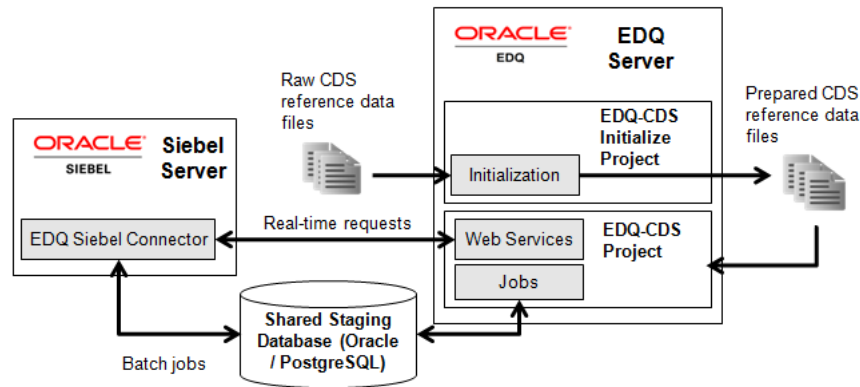 ORACLE
EDQ
EDQ
Server
Raw CDS
reference data
files
Prepared CDS
reference data
files
EDQ-CDS
Initialize
Project
Initialization
ORACLE
SIEBEL
Siebel
Server
EDQ Siebel Connector
Real-time requests
Web Services
EDQ-CDS
Project
Jobs
Shared Staging
Database (Oracle
/ PostgreSQL)
Batch jobs